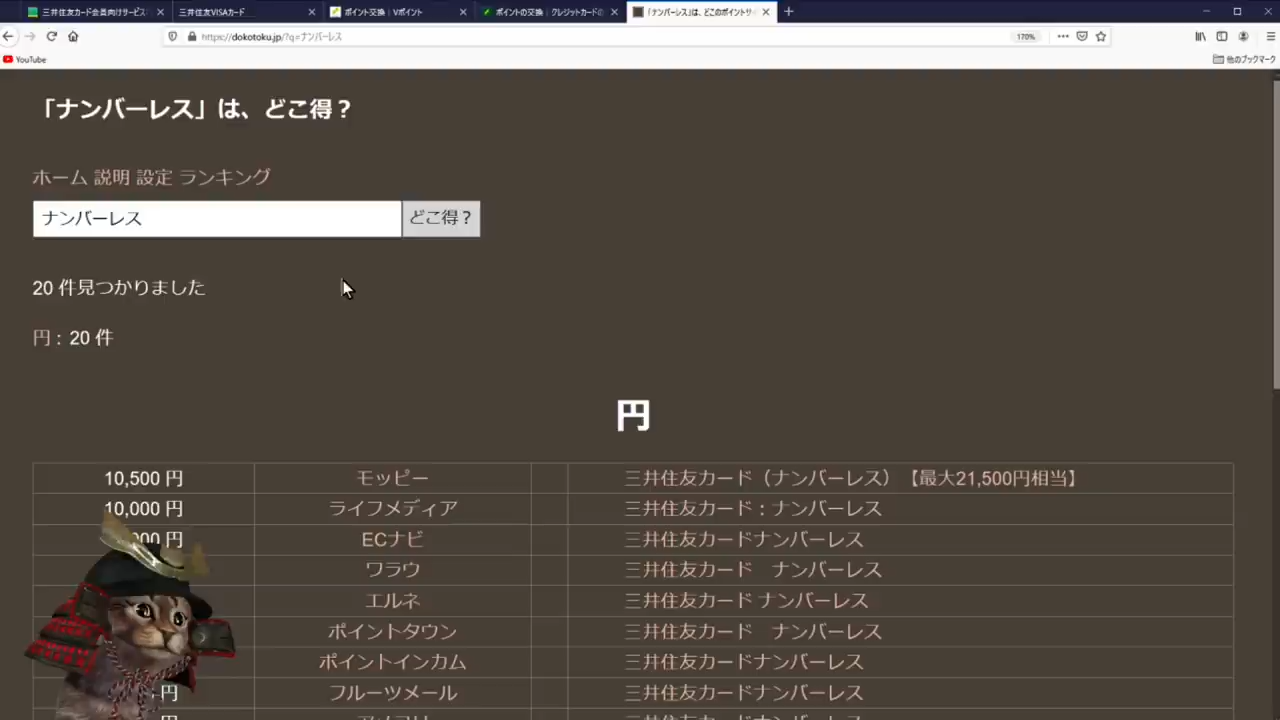 三井住友カード会員向けサービス
三井住友VISAカード
ポイント交換｜Vポイント
ポイントの交換｜クレジットカードの
「ナンバーレス」は、どこのポイントサ
https://dokotoku.jp/?q=ナンバーレス
170%
YouTube
他のブックマーク
「ナンバーレス」は、どこ得？
ホーム 説明 設定 ランキング
ナンバーレス どこ得？
20 件見つかりました
円 : 20 件
円
10,500 円 モッピー 三井住友カード（ナンバーレス）【最大21,500円相当】
10,000 円 ライフメディア 三井住友カード：ナンバーレス
000 円 ECナビ 三井住友カードナンバーレス
ワラウ 三井住友カード　ナンバーレス
エルネ 三井住友カード ナンバーレス
ポイントタウン 三井住友カード　ナンバーレス
ポイントインカム 三井住友カードナンバーレス
円 フルーツメール 三井住友カードナンバーレス